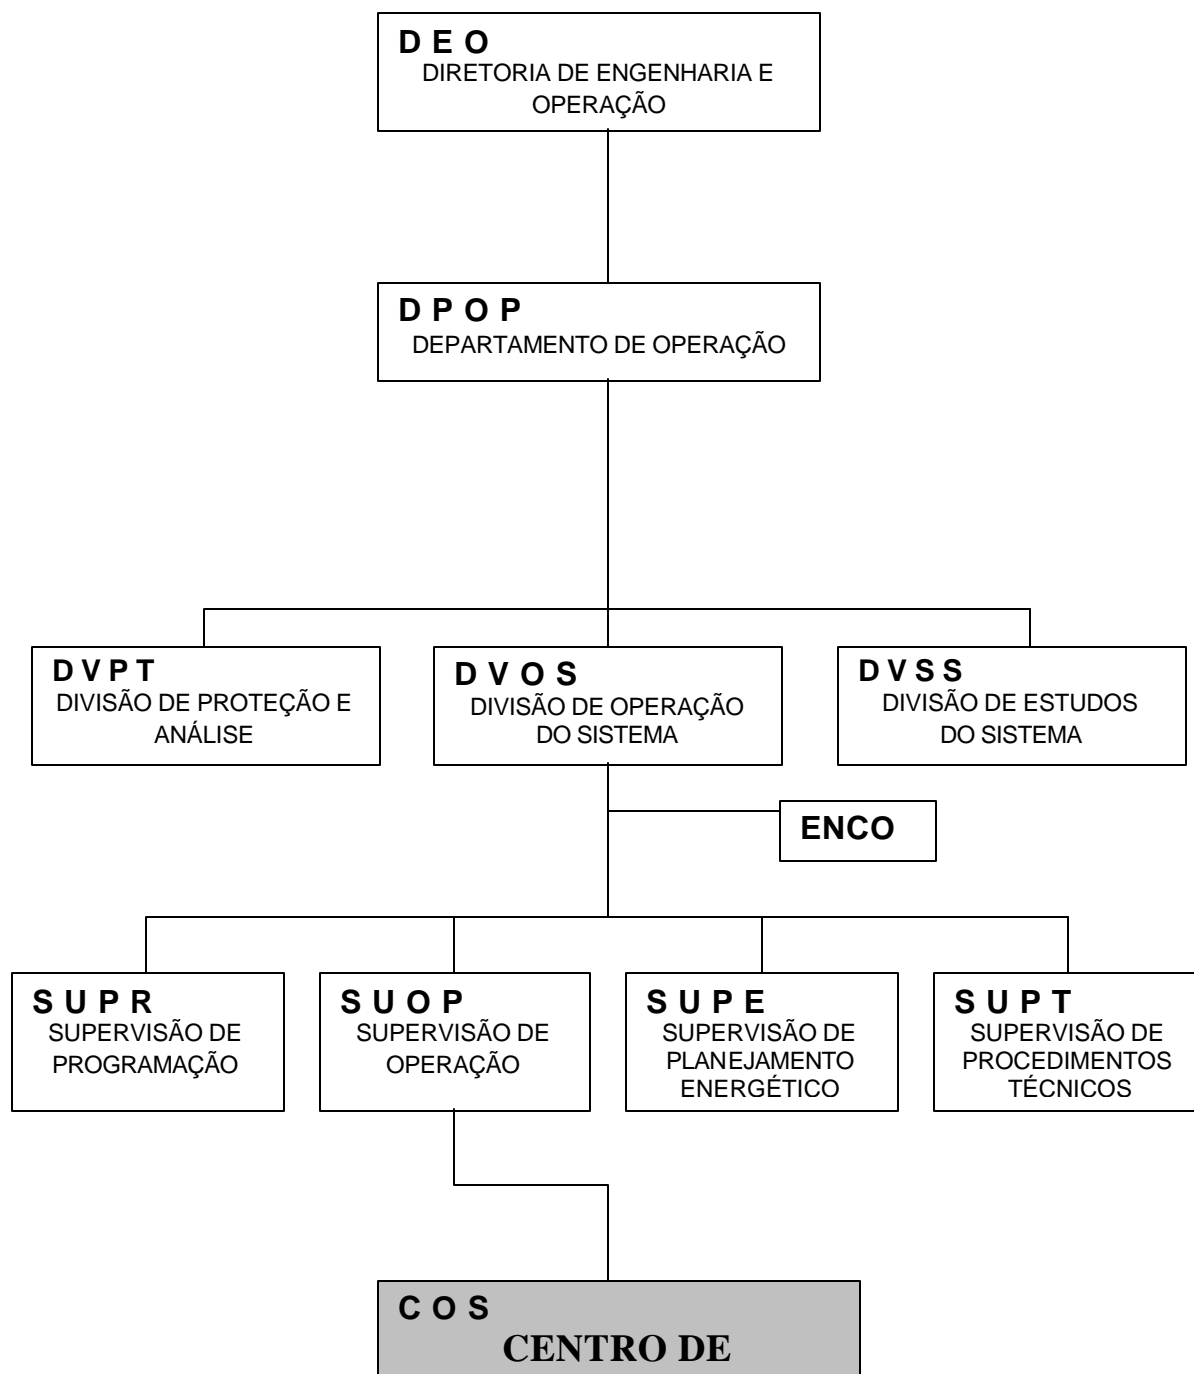 D E O
DIRETORIA DE ENGENHARIA E
OPERAÇÃO
D P O P
DEPARTAMENTO DE OPERAÇÃO
D V P T
DIVISÃO DE PROTEÇÃO E
ANÁLISE
D V O S
DIVISÃO DE OPERAÇÃO
DO SISTEMA
D V S S
DIVISÃO DE ESTUDOS
DO SISTEMA
ENCO
S U P R
SUPERVISÃO DE
PROGRAMAÇÃO
S U O P
SUPERVISÃO DE
OPERAÇÃO
S U P E
SUPERVISÃO DE
PLANEJAMENTO
ENERGÉTICO
S U P T
SUPERVISÃO DE
PROCEDIMENTOS
TÉCNICOS
C O S
CENTRO DE